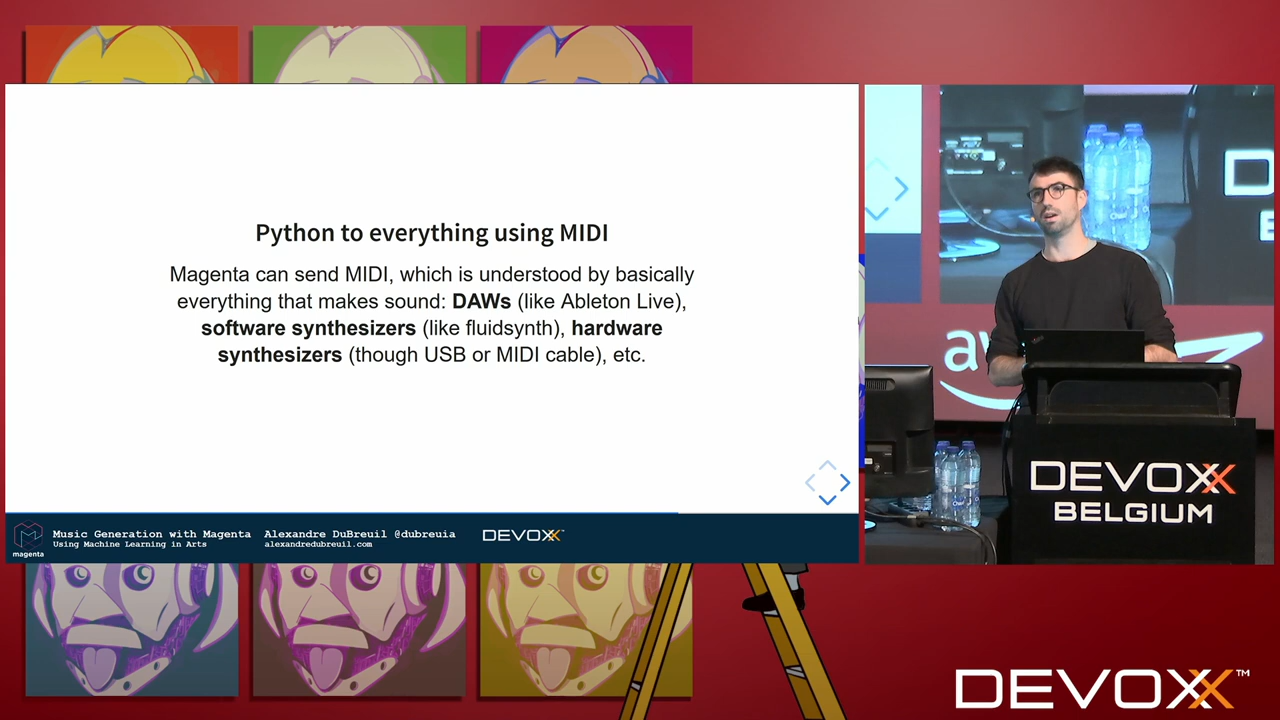 Python to everything using MIDI
Magenta can send MIDI, which is understood by basically
everything that makes sound: DAWs (like Ableton Live),
software synthesizers (like fluidsynth), hardware
synthesizers (though USB or MIDI cable), etc.
magenta
Music Generation with Magenta
Using Machine Learning in Arts
Alexandre DuBreuil @dubreuia
alexandredubreuil.com
DEVOXX™
DEVOXX
BELGIUM
DEVOXX™